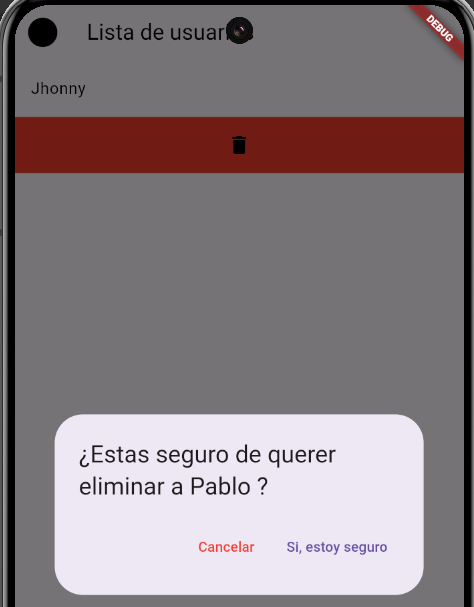 Lista de usuar
DEBUG
Jhonny
¿Estas seguro de querer
eliminar a Pablo ?
Cancelar
Si, estoy seguro